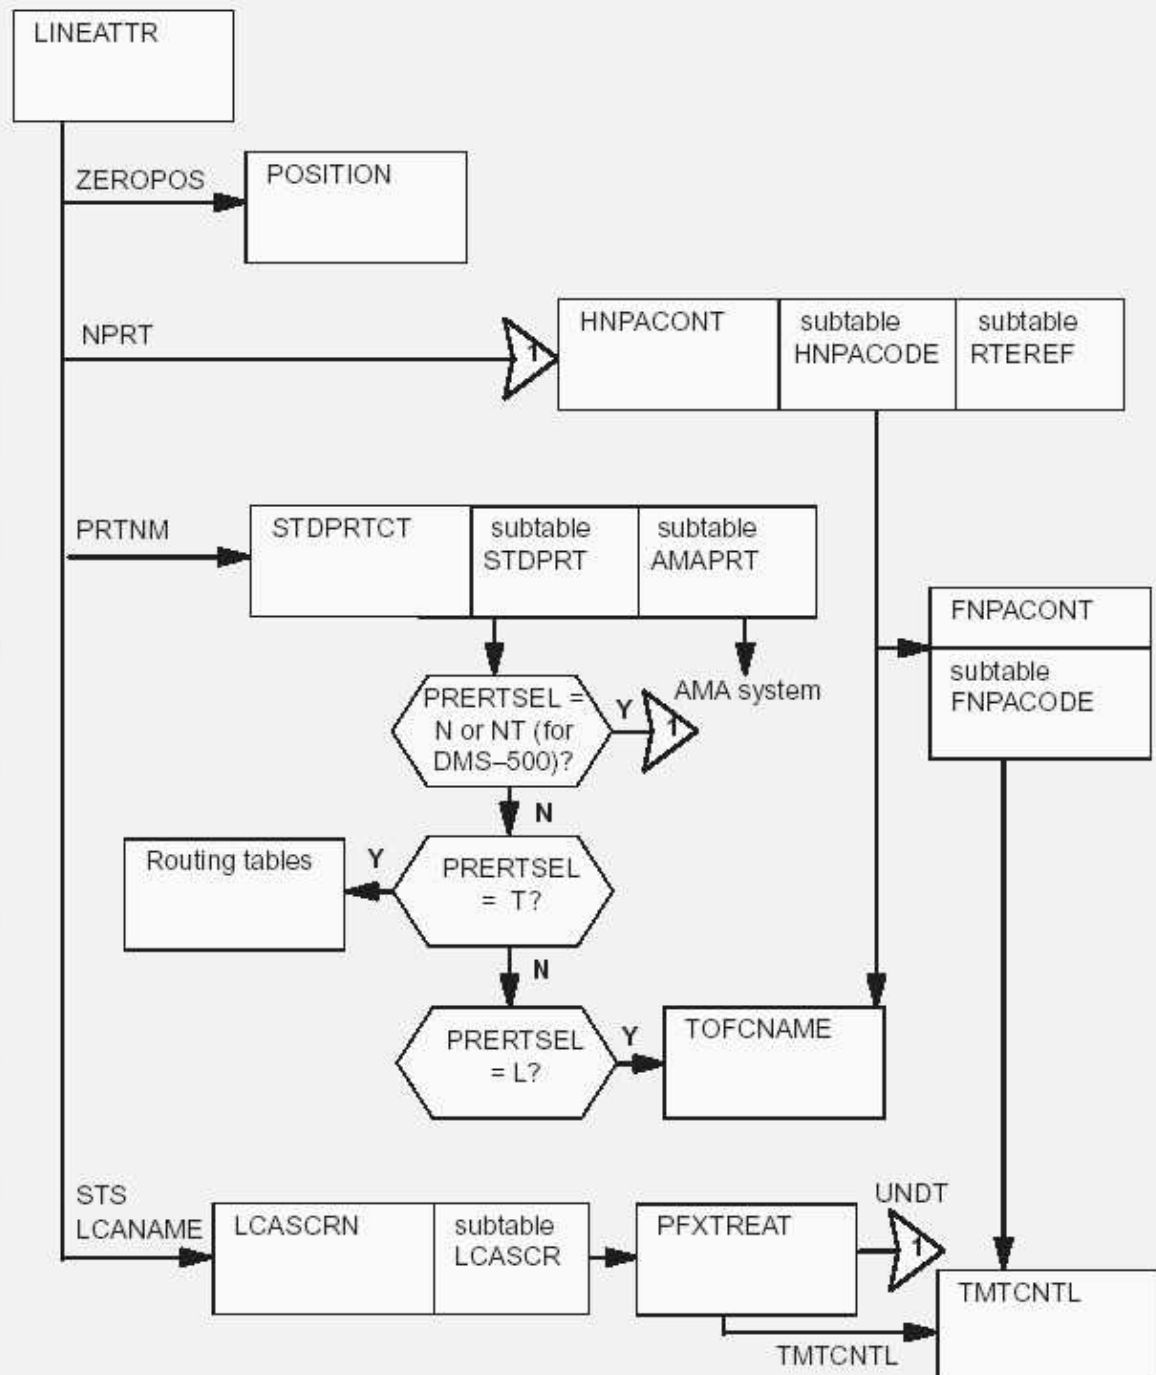 LINEATTR
ZEROPOS
POSITION
NPRT
1
HNPACONT
subtable
HNPACODE
subtable
RTEREF
PRTNM
STDPRTCT
subtable
STDPRT
subtable
AMAPRT
FNPACONT
subtable
FNPACODE
PRERTSEL =
N or NT (for
DMS–500)?
Y
1
AMA system
N
Routing tables
Y
PRERTSEL
= T?
N
PRERTSEL
= L?
Y
TOFCNAME
STS
LCANAME
LCASCRN
subtable
LCASCR
PFXTREAT
UNDT
1
TMTCNTL
TMTCNTL